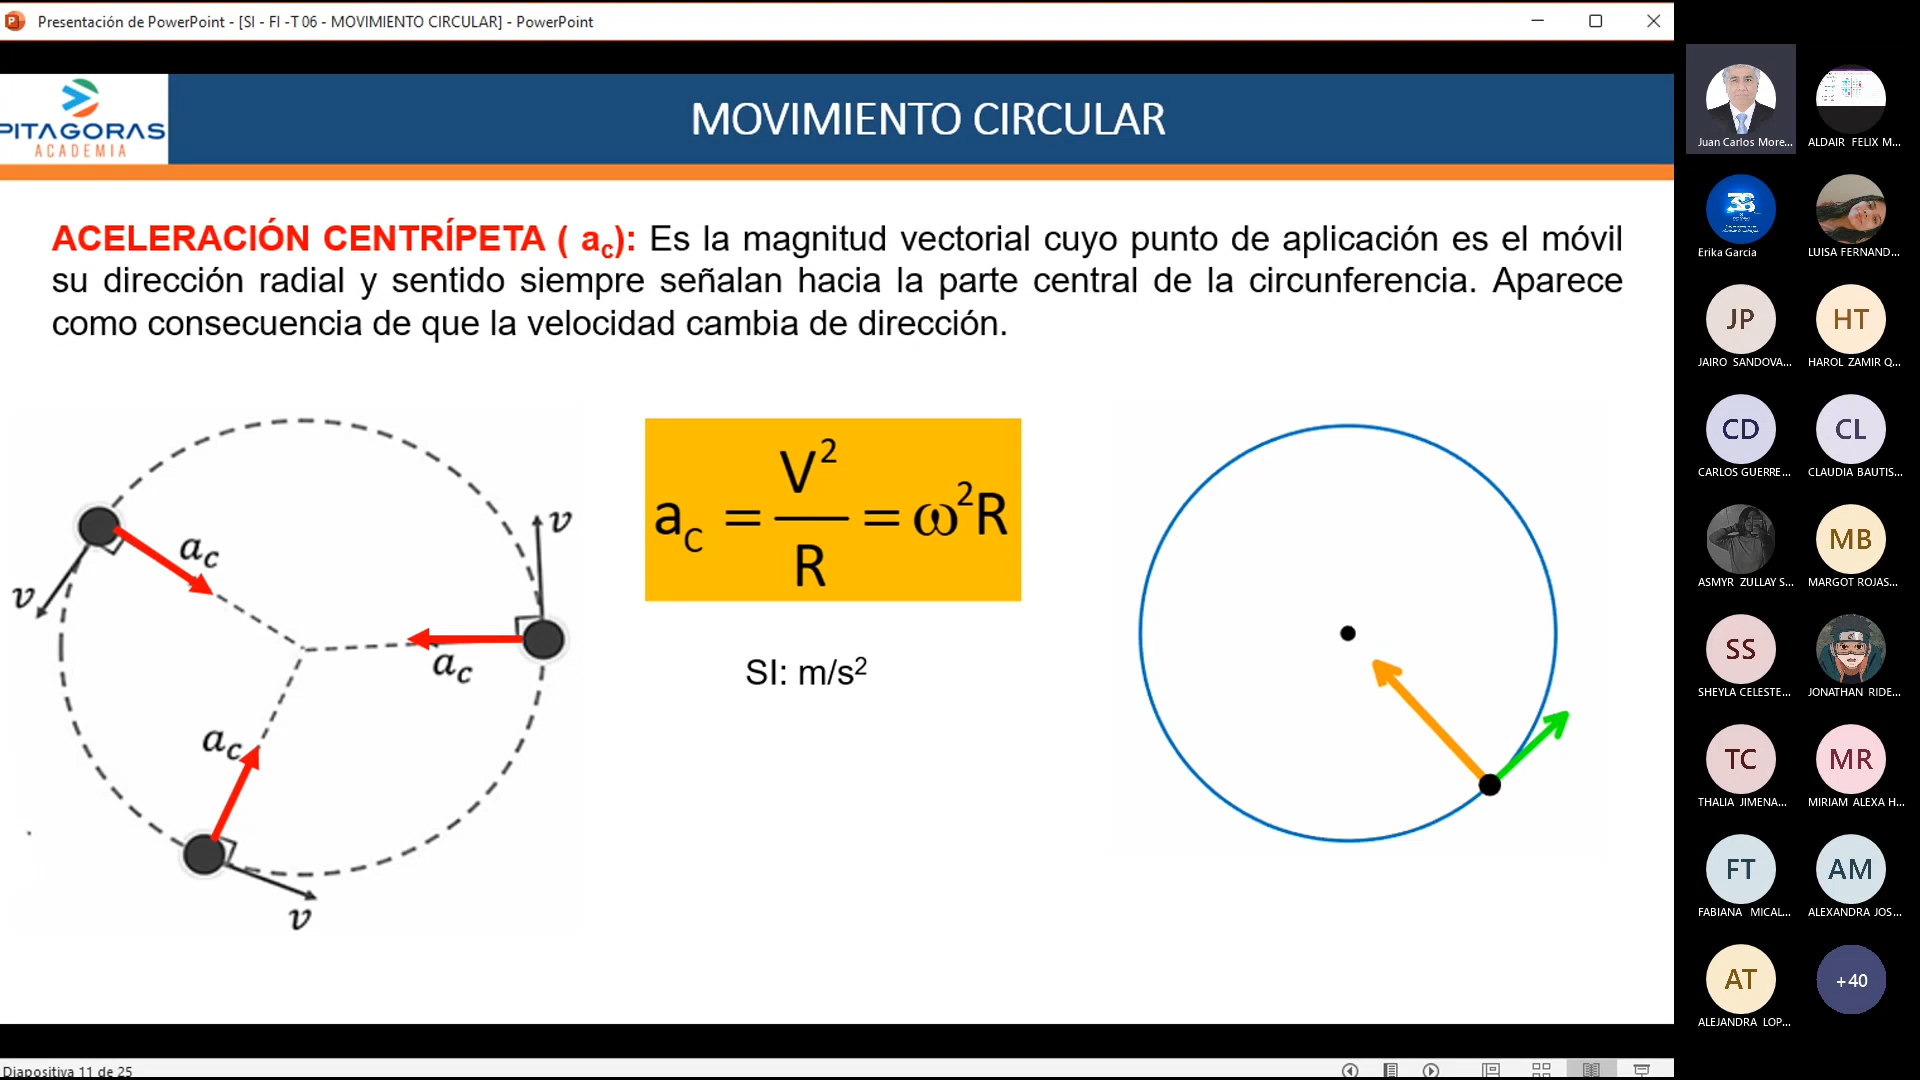 Presentación de PowerPoint - [SI - FI -T 06 - MOVIMIENTO CIRCULAR] - PowerPoint
PITAGORAS
ACADEMIA
MOVIMIENTO CIRCULAR
ACELERACIÓN CENTRÍPETA ( ac): Es la magnitud vectorial cuyo punto de aplicación es el móvil
su dirección radial y sentido siempre señalan hacia la parte central de la circunferencia. Aparece
como consecuencia de que la velocidad cambia de dirección.
ac
v
v
ac
ac
v
aC = V²/R = ω²R
SI: m/s²
Juan Carlos More...
ALDAIR FELIX M...
38
Erika Garcia
LUISA FERNAND...
JP
JAIRO SANDOVA...
HT
HAROL ZAMIR Q...
CD
CARLOS GUERRE...
CL
CLAUDIA BAUTIS...
ASMYR ZULLAY S...
MB
MARGOT ROJAS...
SS
SHEYLA CELESTE...
JONATHAN RIDE...
TC
THALIA JIMENA...
MR
MIRIAM ALEXA H...
FT
FABIANA MICAL...
AM
ALEXANDRA JOS...
AT
ALEJANDRA LOP...
+40
Diapositiva 11 de 25